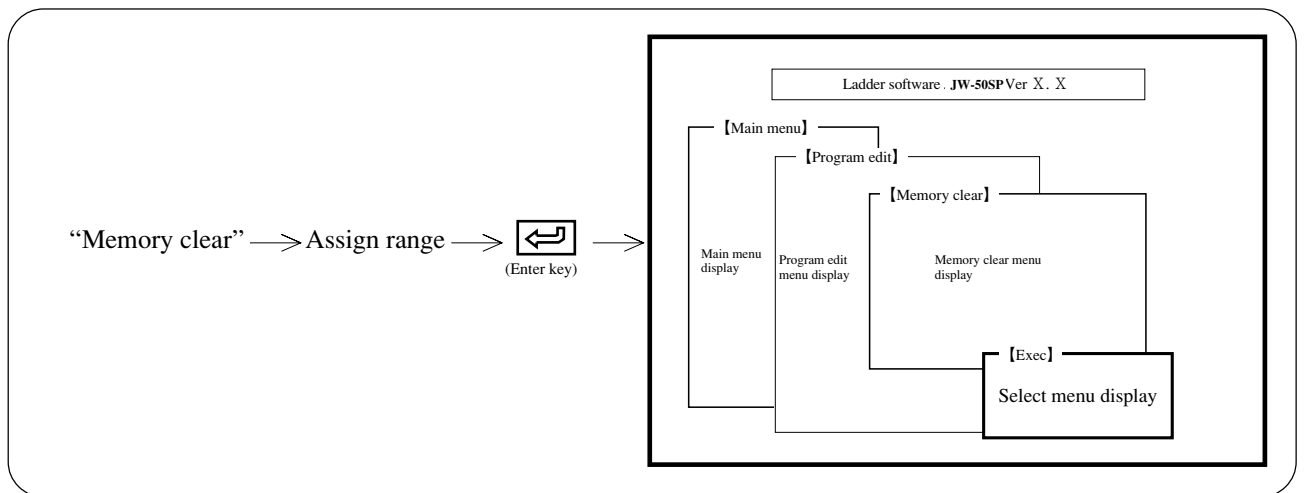 Ladder software. JW-50SP Ver X. X
【Main menu】
【Program edit】
【Memory clear】
“Memory clear” → Assign range → → 
(Enter key)
Main menu
display
Program edit
menu display
Memory clear menu
display
【Exec】
Select menu display